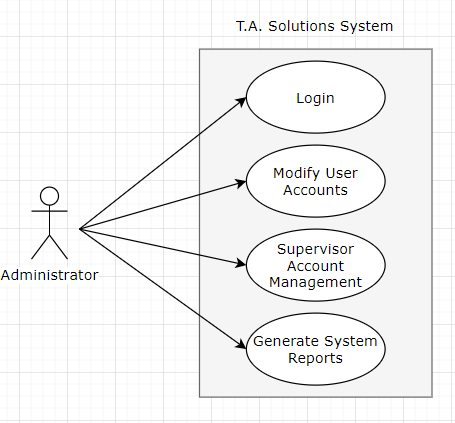 T.A. Solutions System
Login
Modify User
Accounts
Supervisor
Account
Management
Generate System
Reports
Administrator